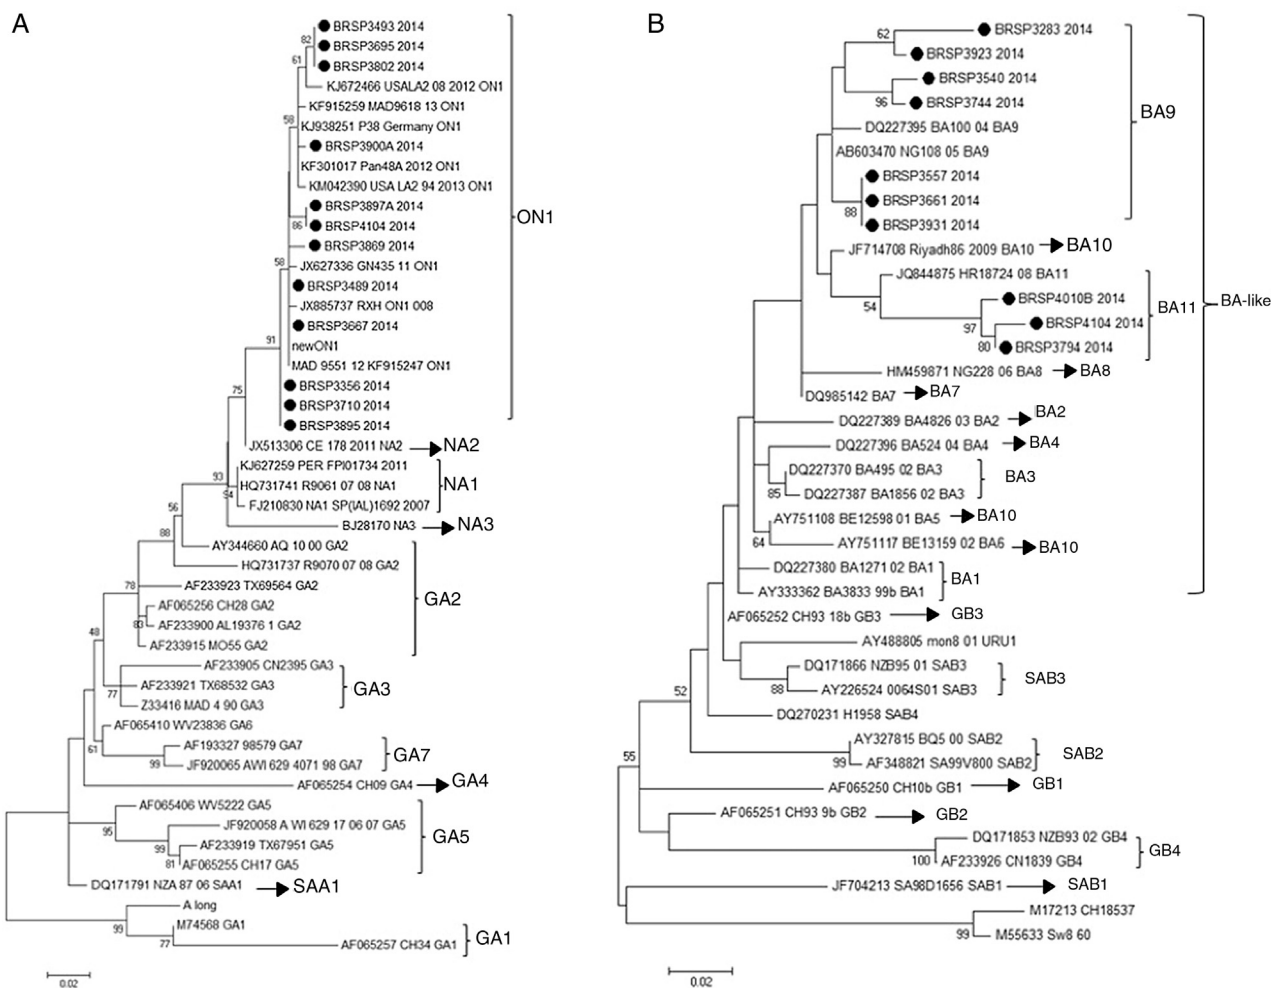 A
82
BRSP3493 2014
BRSP3695 2014
61
BRSP3802 2014
KJ672466 USALA2 08 2012 ON1
KF915259 MAD9618 13 ON1
58
KJ938251 P38 Germany ON1
BRSP3900A 2014
KF301017 Pan48A 2012 ON1
KM042390 USA LA2 94 2013 ON1
BRSP3897A 2014
86
BRSP4104 2014
ON1
BRSP3869 2014
58
JX627336 GN435 11 ON1
BRSP3489 2014
JX885737 RXH ON1 008
BRSP3667 2014
91
newON1
MAD 9551 12 KF915247 ON1
75
BRSP3356 2014
BRSP3710 2014
BRSP3895 2014
JX513306 CE 178 2011 NA2
NA2
KJ627259 PER FPI01734 2011
93
HQ731741 R9061 07 08 NA1
NA1
54
FJ210830 NA1 SP(IAL)1692 2007
56
BJ28170 NA3
NA3
88
AY344660 AQ 10 00 GA2
HQ731737 R9070 07 08 GA2
78
AF233923 TX69564 GA2
GA2
AF065256 CH28 GA2
83
AF233900 AL19376 1 GA2
48
AF233915 MO55 GA2
AF233905 CN2395 GA3
AF233921 TX68532 GA3
GA3
77
Z33416 MAD 4 90 GA3
AF065410 WV23836 GA6
61
AF193327 98579 GA7
GA7
99
JF920065 AWI 629 4071 98 GA7
AF065254 CH09 GA4
GA4
AF065406 WV5222 GA5
95
JF920058 A WI 629 17 06 07 GA5
GA5
99
AF233919 TX67951 GA5
81
AF065255 CH17 GA5
DQ171791 NZA 87 06 SAA1
SAA1
A long
99
M74568 GA1
GA1
77
AF065257 CH34 GA1
0.02
B
62
BRSP3283 2014
BRSP3923 2014
BRSP3540 2014
96
BRSP3744 2014
BA9
DQ227395 BA100 04 BA9
AB603470 NG108 05 BA9
BRSP3557 2014
88
BRSP3661 2014
BRSP3931 2014
JF714708 Riyadh86 2009 BA10
BA10
JQ844875 HR18724 08 BA11
54
BRSP4010B 2014
BA11
BA-like
97
BRSP4104 2014
80
BRSP3794 2014
HM459871 NG228 06 BA8
BA8
DQ985142 BA7
BA7
DQ227389 BA4826 03 BA2
BA2
DQ227396 BA524 04 BA4
BA4
DQ227370 BA495 02 BA3
BA3
85
DQ227387 BA1856 02 BA3
AY751108 BE12598 01 BA5
BA10
64
AY751117 BE13159 02 BA6
BA10
DQ227380 BA1271 02 BA1
BA1
AY333362 BA3833 99b BA1
AF065252 CH93 18b GB3
GB3
AY488805 mon8 01 URU1
DQ171866 NZB95 01 SAB3
SAB3
88
AY226524 0064S01 SAB3
52
DQ270231 H1958 SAB4
AY327815 BQ5 00 SAB2
SAB2
99
AF348821 SA99V800 SAB2
55
AF065250 CH10b GB1
GB1
AF065251 CH93 9b GB2
GB2
DQ171853 NZB93 02 GB4
GB4
100
AF233926 CN1839 GB4
JF704213 SA98D1656 SAB1
SAB1
M17213 CH18537
99
M55633 Sw8 60
0.02